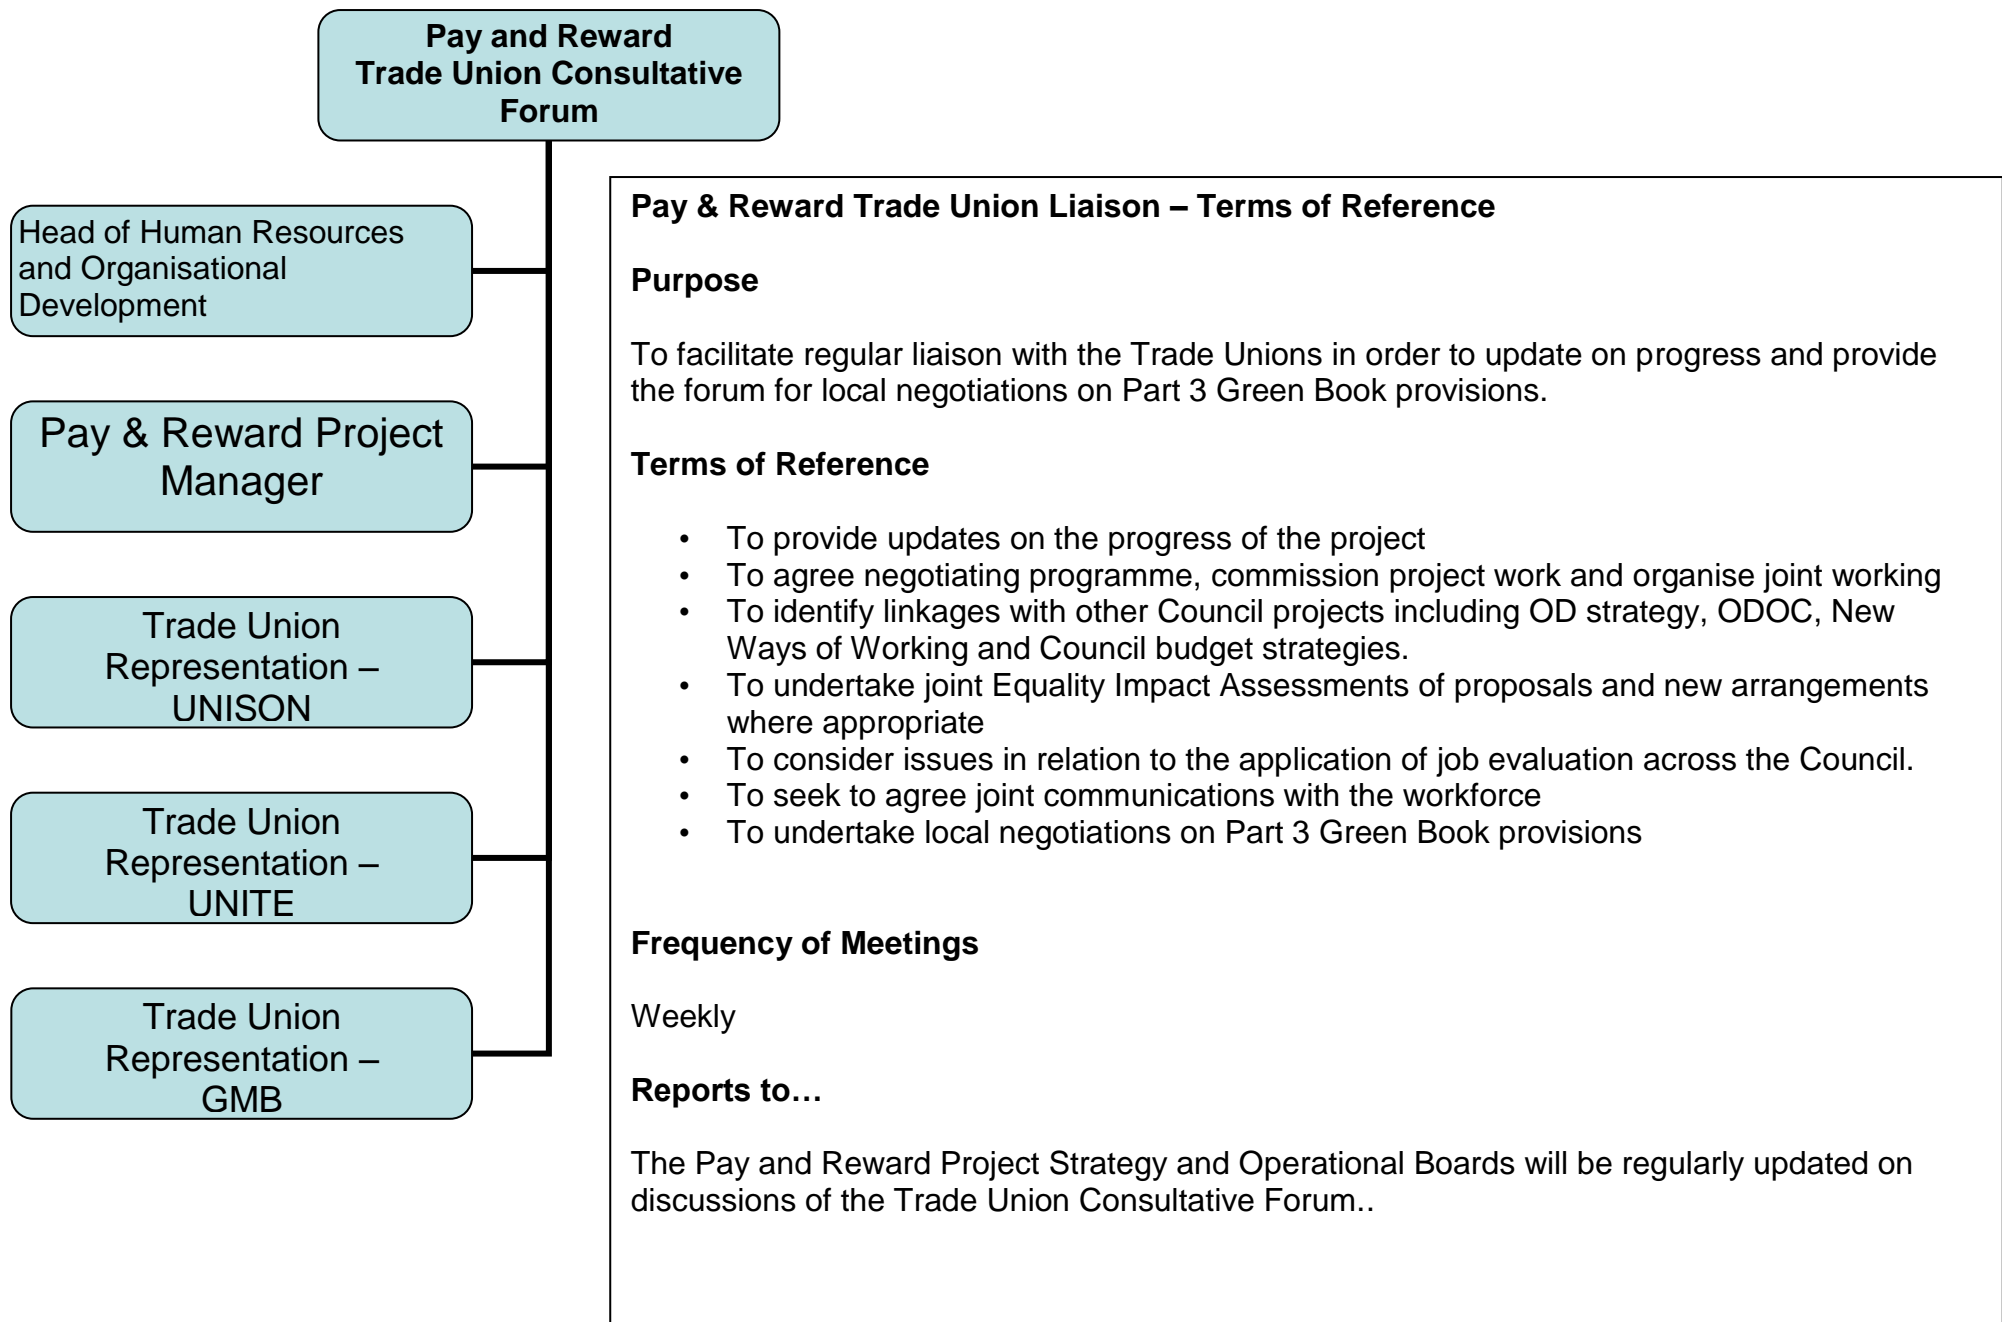 Pay and Reward
Trade Union Consultative
Forum
Head of Human Resources
and Organisational
Development
Pay & Reward Project
Manager
Trade Union
Representation –
UNISON
Trade Union
Representation –
UNITE
Trade Union
Representation –
GMB
Pay & Reward Trade Union Liaison – Terms of Reference
Purpose
To facilitate regular liaison with the Trade Unions in order to update on progress and provide
the forum for local negotiations on Part 3 Green Book provisions.
Terms of Reference
• To provide updates on the progress of the project
• To agree negotiating programme, commission project work and organise joint working
• To identify linkages with other Council projects including OD strategy, ODOC, New
Ways of Working and Council budget strategies.
• To undertake joint Equality Impact Assessments of proposals and new arrangements
where appropriate
• To consider issues in relation to the application of job evaluation across the Council.
• To seek to agree joint communications with the workforce
• To undertake local negotiations on Part 3 Green Book provisions
Frequency of Meetings
Weekly
Reports to…
The Pay and Reward Project Strategy and Operational Boards will be regularly updated on
discussions of the Trade Union Consultative Forum..